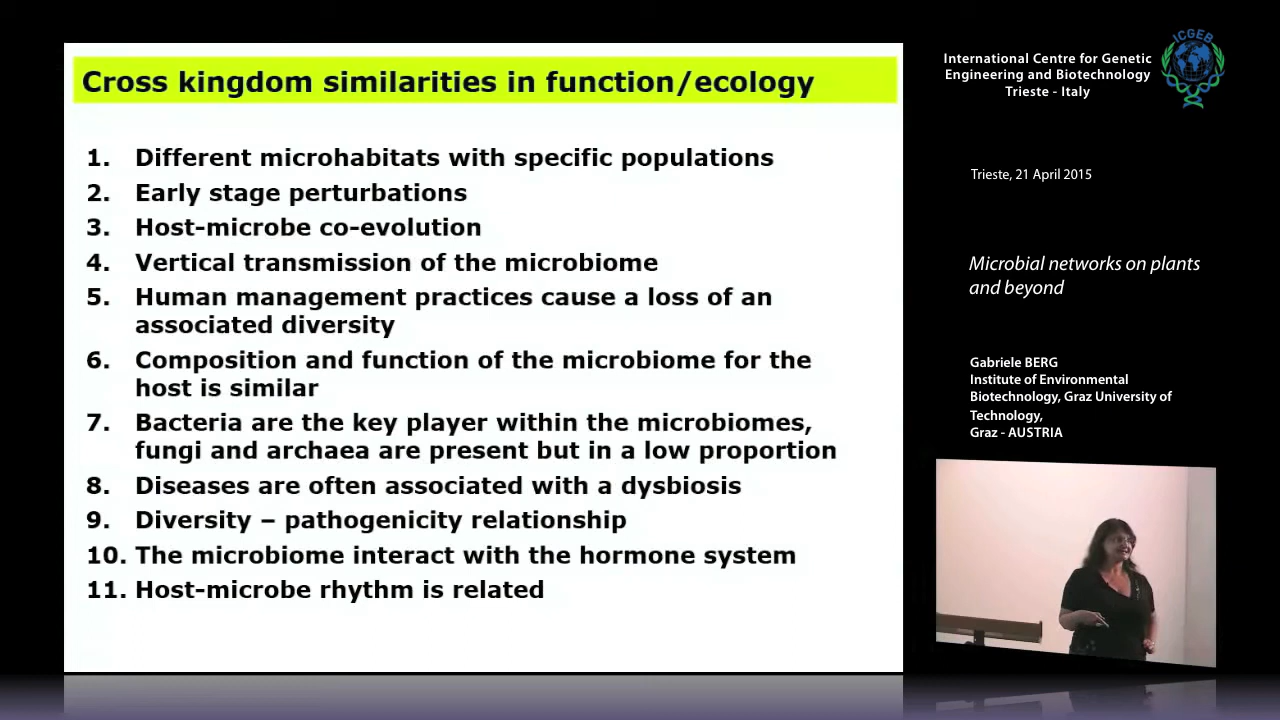 Cross kingdom similarities in function/ecology
1. Different microhabitats with specific populations
2. Early stage perturbations
3. Host-microbe co-evolution
4. Vertical transmission of the microbiome
5. Human management practices cause a loss of an
associated diversity
6. Composition and function of the microbiome for the
host is similar
7. Bacteria are the key player within the microbiomes,
fungi and archaea are present but in a low proportion
8. Diseases are often associated with a dysbiosis
9. Diversity – pathogenicity relationship
10. The microbiome interact with the hormone system
11. Host-microbe rhythm is related
International Centre for Genetic
Engineering and Biotechnology
Trieste - Italy
ICGEB
Trieste, 21 April 2015
Microbial networks on plants
and beyond
Gabriele BERG
Institute of Environmental
Biotechnology, Graz University of
Technology,
Graz - AUSTRIA